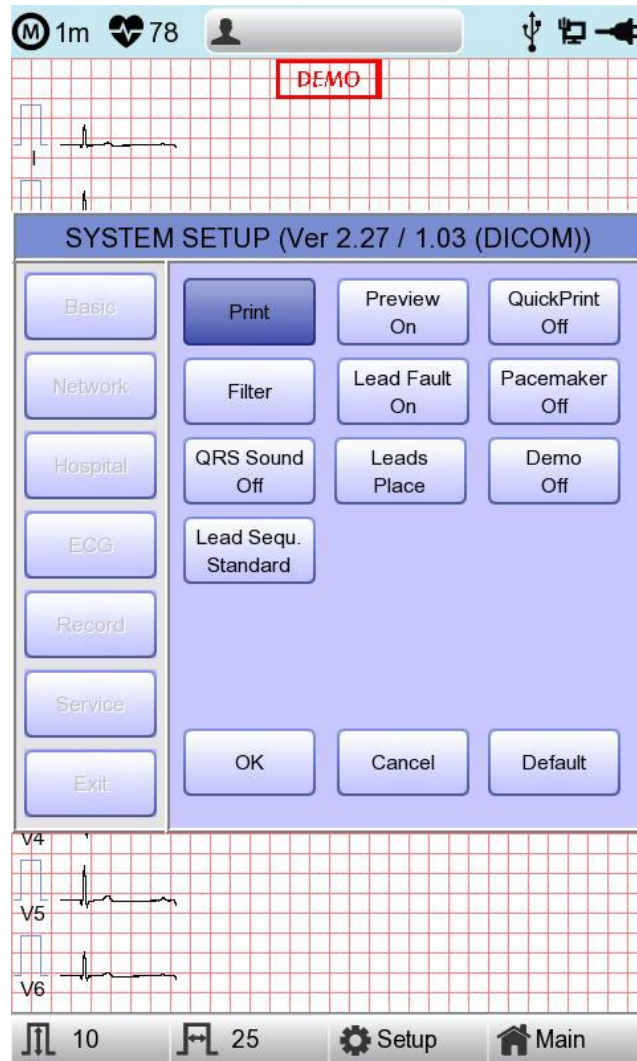 M 1m 78
DEMO
I
SYSTEM SETUP (Ver 2.27 / 1.03 (DICOM))
Basic
Network
Hospital
ECG
Record
Service
Exit
Print
Preview
On
QuickPrint
Off
Filter
Lead Fault
On
Pacemaker
Off
QRS Sound
Off
Leads
Place
Demo
Off
Lead Sequ.
Standard
OK
Cancel
Default
V4
V5
V6
10 25 Setup Main